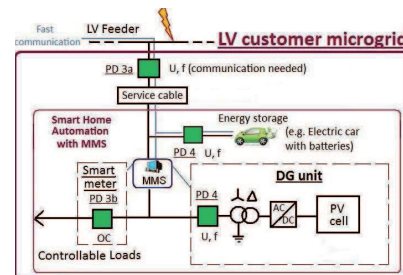 Fast
communication
LV Feeder
LV customer microgrid
PD 3a
U, f (communication needed)
Service cable
Smart Home
Automation
with MMS
Energy storage
(e.g. Electric car
with batteries)
PD 4
U, f
Smart
meter
PD 3b
OC
MMS
PD 4
U, f
DG unit
AC
DC
PV
cell
Controllable Loads